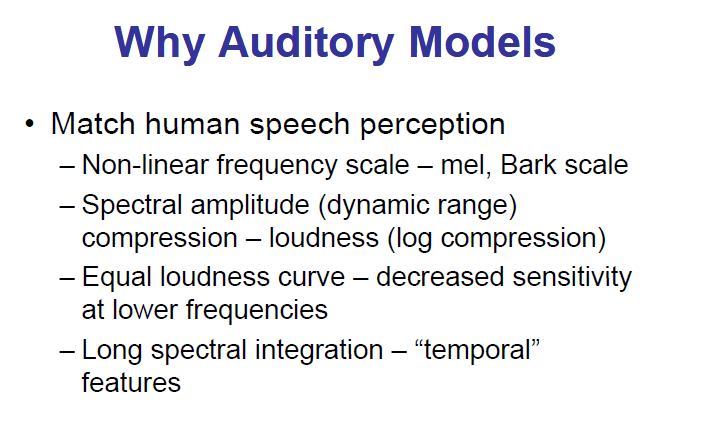 Why Auditory Models
• Match human speech perception
– Non-linear frequency scale – mel, Bark scale
– Spectral amplitude (dynamic range)
compression – loudness (log compression)
– Equal loudness curve – decreased sensitivity
at lower frequencies
– Long spectral integration – “temporal”
features